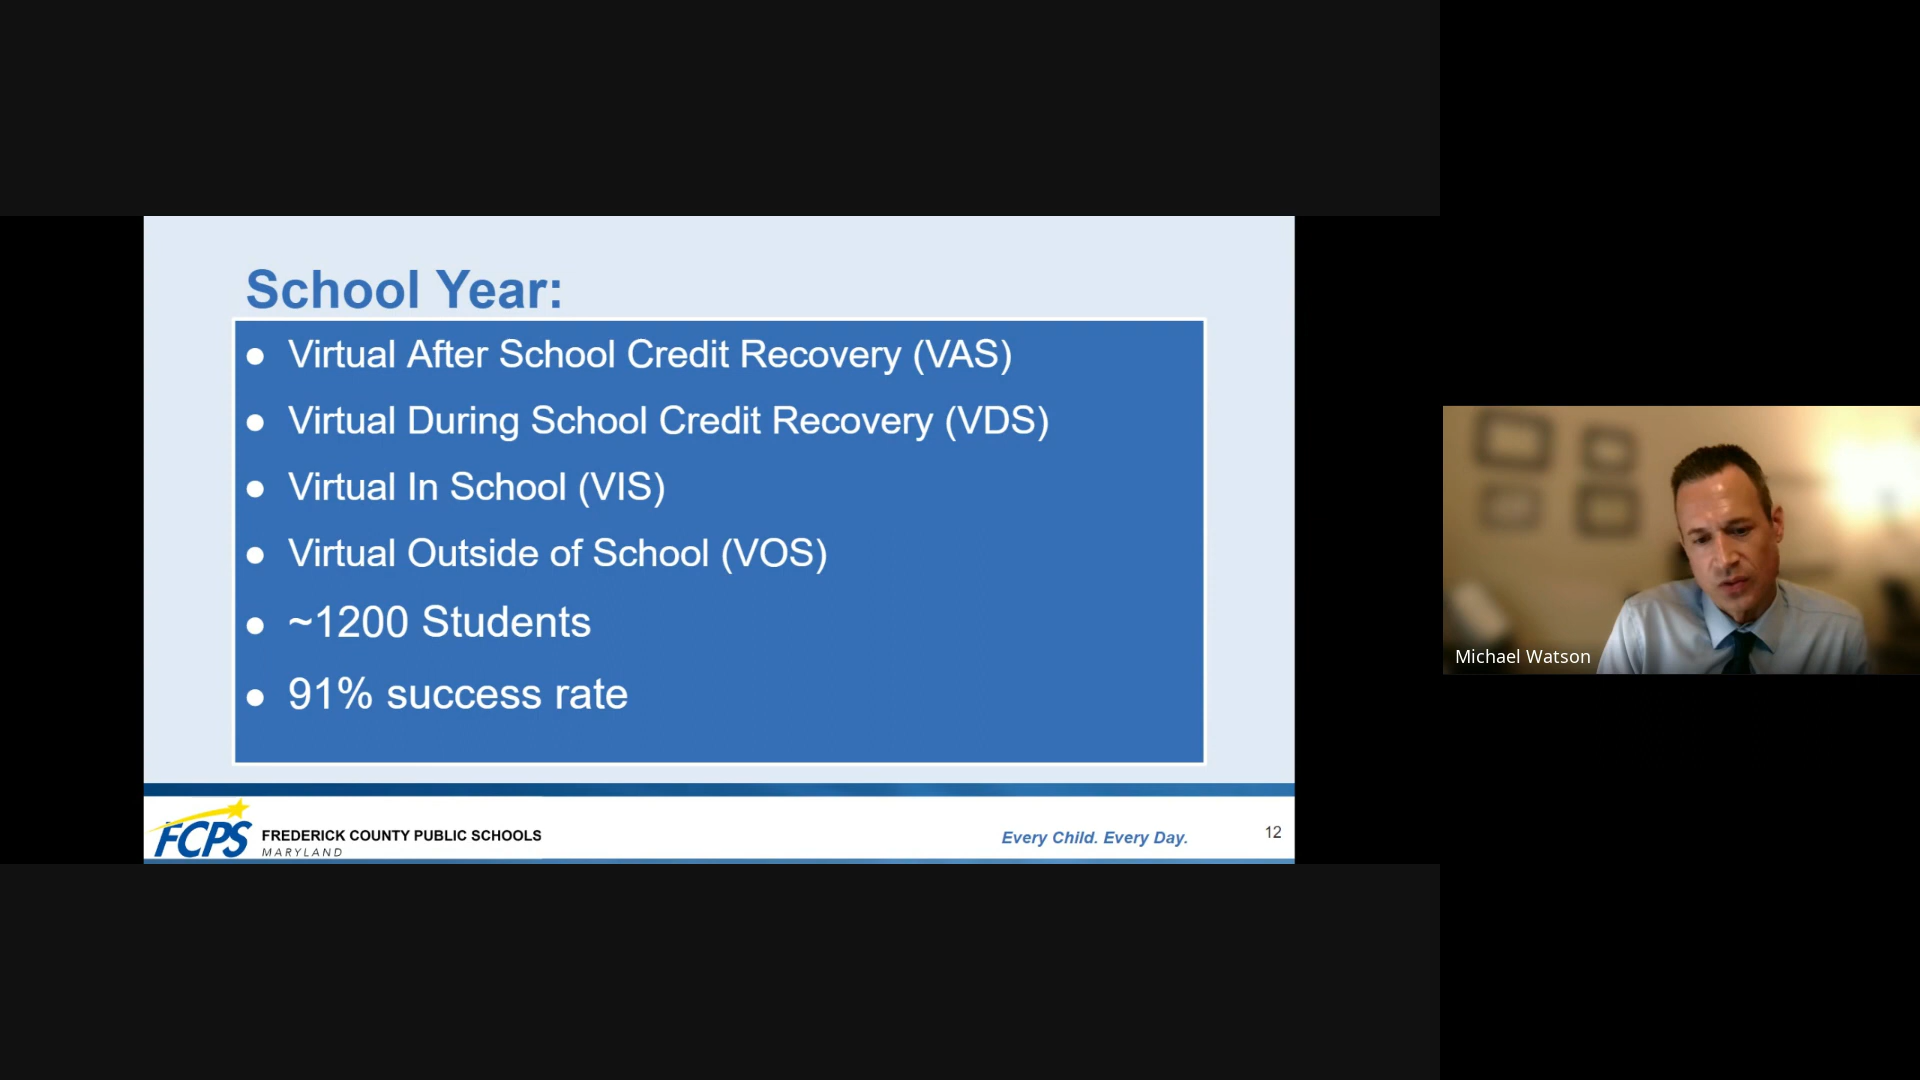 School Year:
● Virtual After School Credit Recovery (VAS)
● Virtual During School Credit Recovery (VDS)
● Virtual In School (VIS)
● Virtual Outside of School (VOS)
● ~1200 Students
● 91% success rate
FCPS
FREDERICK COUNTY PUBLIC SCHOOLS
MARYLAND
Every Child. Every Day.
12
Michael Watson